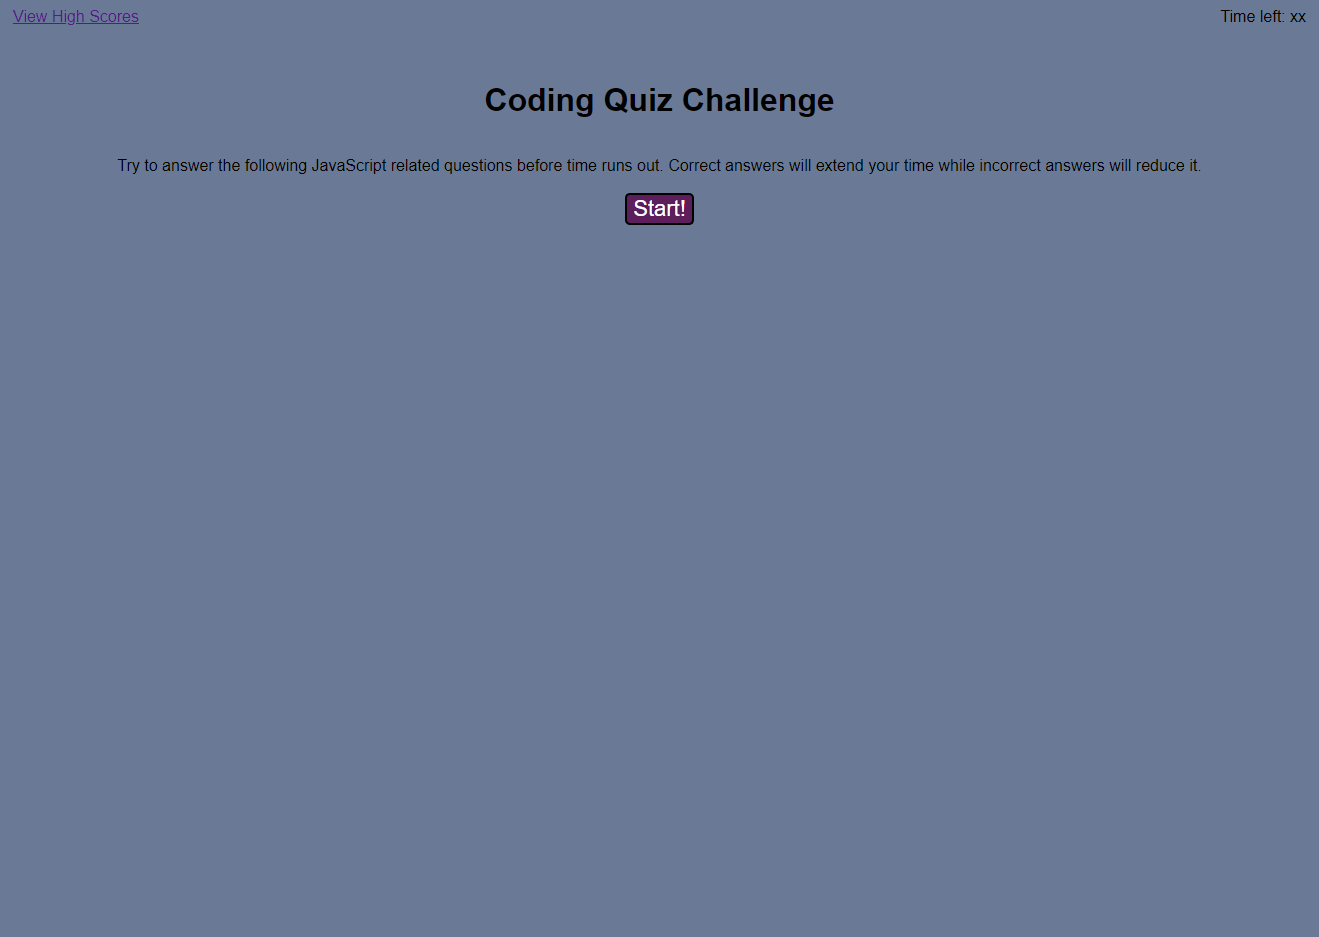 View High Scores
Time left: xx
Coding Quiz Challenge
Try to answer the following JavaScript related questions before time runs out. Correct answers will extend your time while incorrect answers will reduce it.
Start!